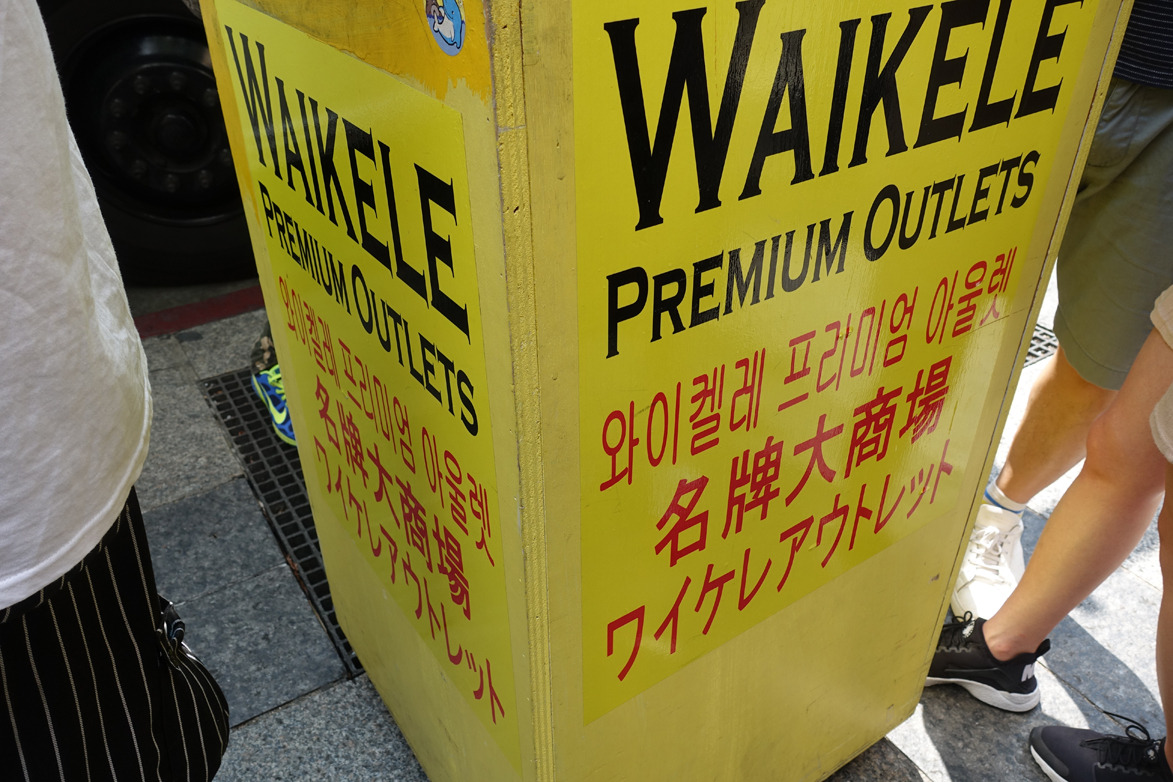 WAIKELE
PREMIUM OUTLETS
와이켈레 프리미엄 아울렛
名牌大商場
ワイケレアウトレット
WAIKELE
PREMIUM OUTLETS
와이켈레 프리미엄 아울렛
名牌大商場
ワイケレアウトレット